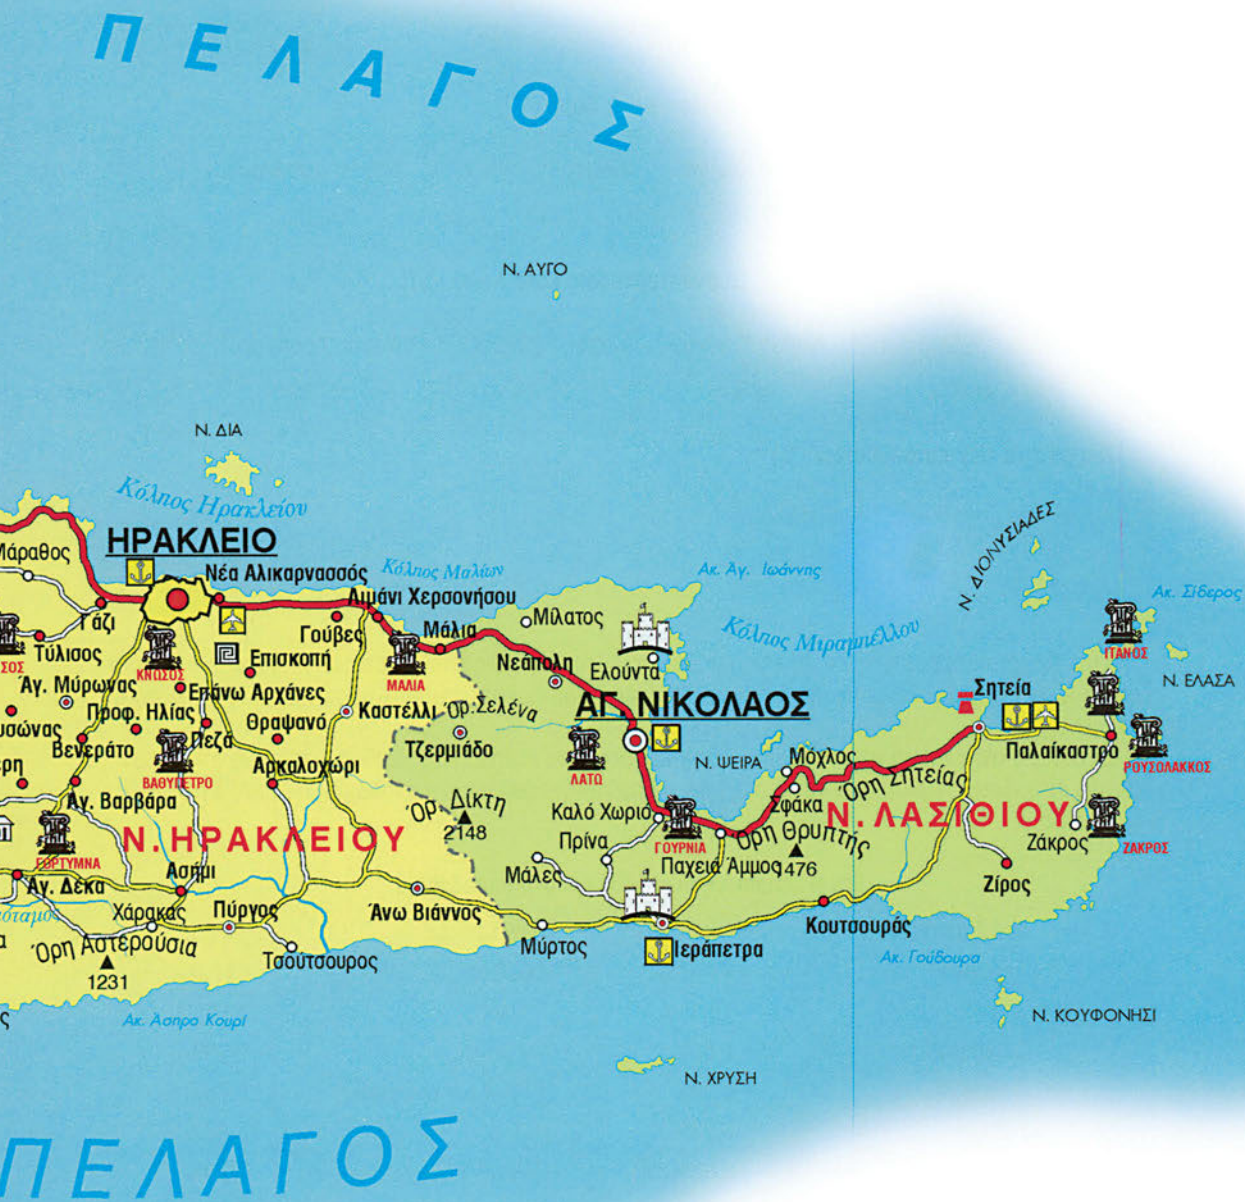 ΠΕΛΑΓΟΣ
Ν. ΑΥΓΟ
Ν. ΔΙΑ
Κόλπος Ηρακλείου
ΗΡΑΚΛΕΙΟ
Νέα Αλικαρνασσός
Κόλπος Μαλίων
Λιμάνι Χερσονήσου
Ακ. Άγ. Ιωάννης
Ν. ΔΙΟΝΥΣΙΑΔΕΣ
Ακ. Σίδερος
Μάραθος
Γάζι
Γούβες
Μάλια
Μίλατος
Κόλπος Μιραμπέλλου
ΙΤΑΝΟΣ
Τύλισος
ΚΝΩΣΟΣ
Επισκοπή
ΜΑΛΙΑ
Νεάπολη
Ελούντα
Ν. ΕΛΑΣΑ
Άγ. Μύρωνας
Επάνω Αρχάνες
Σητεία
Προφ. Ηλίας
Θραψανό
Καστέλλι
Όρ. Σελένα
ΑΓ. ΝΙΚΟΛΑΟΣ
Βενεράτο
Πεζά
Τζερμιάδο
Παλαίκαστρο
ΒΑΘΥΠΕΤΡΟ
Αρκαλοχώρι
ΛΑΤΩ
Ν. ΨΕΙΡΑ
Μόχλος
ΡΟΥΣΟΛΑΚΚΟΣ
Αγ. Βαρβάρα
Όρ. Δίκτη
2148
Καλό Χωριό
Σφάκα
Όρη Σητείας
Ν. ΗΡΑΚΛΕΙΟΥ
Πρίνα
ΓΟΥΡΝΙΑ
Όρη Θρυπτής
1476
Ν. ΛΑΣΙΘΙΟΥ
Ζάκρος
ΖΑΚΡΟΣ
ΓΟΡΤΥΜΝΑ
Ασήμι
Μάλες
Παχειά Άμμος
Ζίρος
Αγ. Δέκα
Χάρακας
Πύργος
Άνω Βιάννος
Κουτσουράς
Όρη Αστερούσια
1231
Τσούτσουρος
Μύρτος
Ιεράπετρα
Ακ. Γούδουρα
Ακ. Άσπρο Κουρί
Ν. ΚΟΥΦΟΝΗΣΙ
Ν. ΧΡΥΣΗ
ΠΕΛΑΓΟΣ